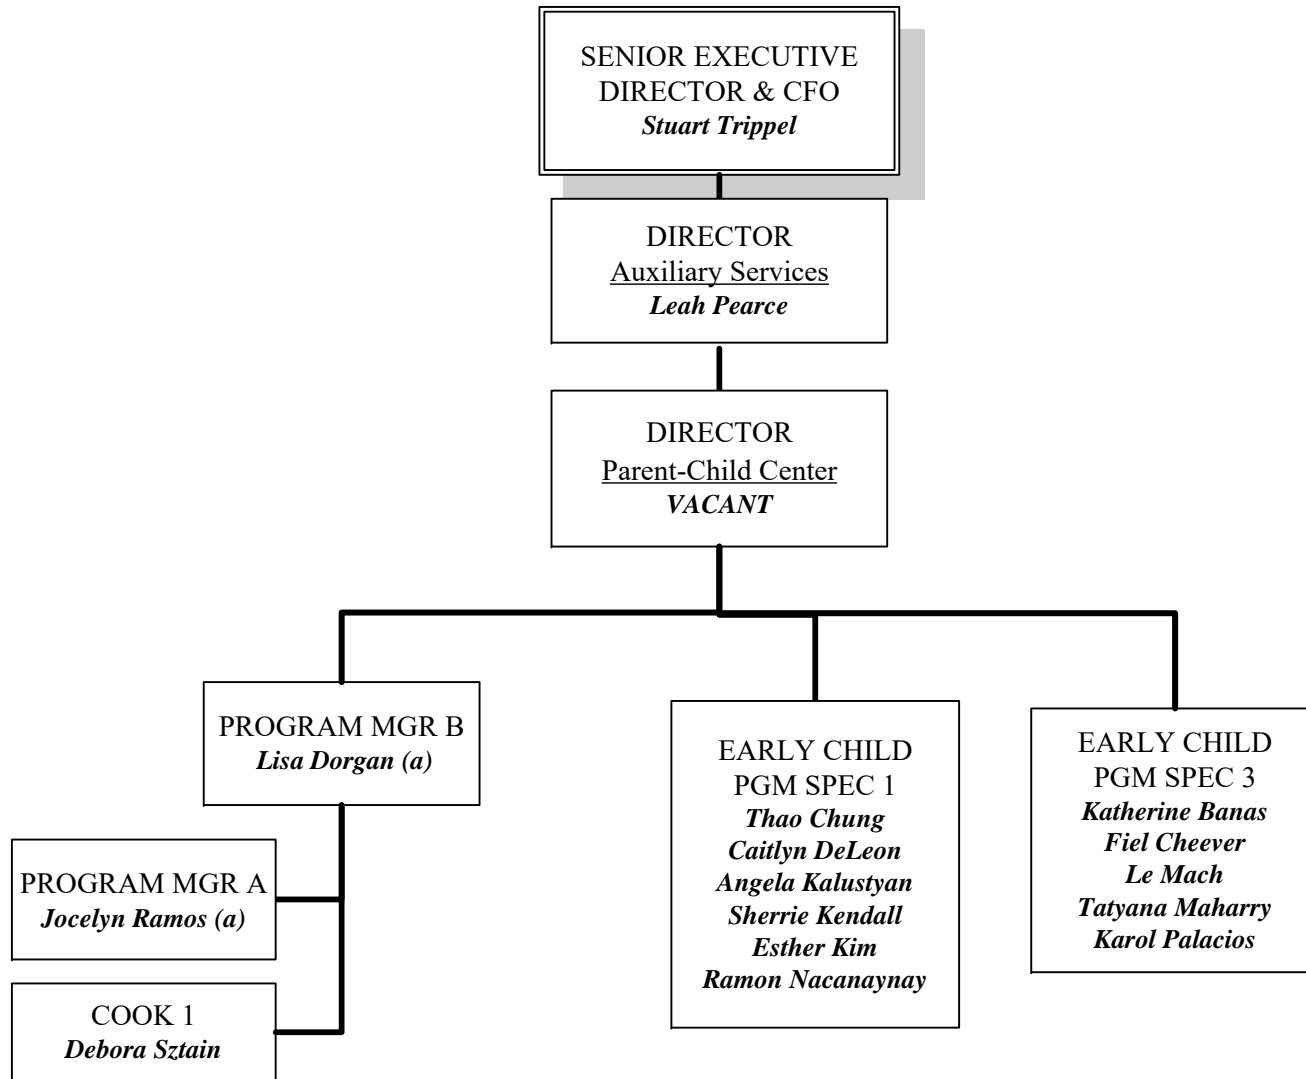 SENIOR EXECUTIVE
DIRECTOR & CFO
Stuart Trippel
DIRECTOR
Auxiliary Services
Leah Pearce
DIRECTOR
Parent-Child Center
VACANT
PROGRAM MGR B
Lisa Dorgan (a)
PROGRAM MGR A
Jocelyn Ramos (a)
COOK 1
Debora Sztain
EARLY CHILD
PGM SPEC 1
Thao Chung
Caitlyn DeLeon
Angela Kalustyan
Sherrie Kendall
Esther Kim
Ramon Nacanaynay
EARLY CHILD
PGM SPEC 3
Katherine Banas
Fiel Cheever
Le Mach
Tatyana Maharry
Karol Palacios